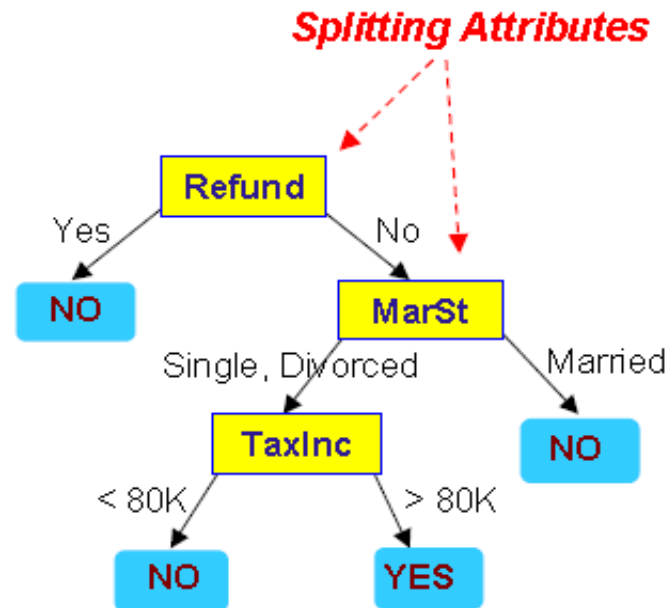 Splitting Attributes
Refund
Yes
No
NO
MarSt
Single, Divorced
Married
TaxInc
NO
< 80K
> 80K
NO
YES